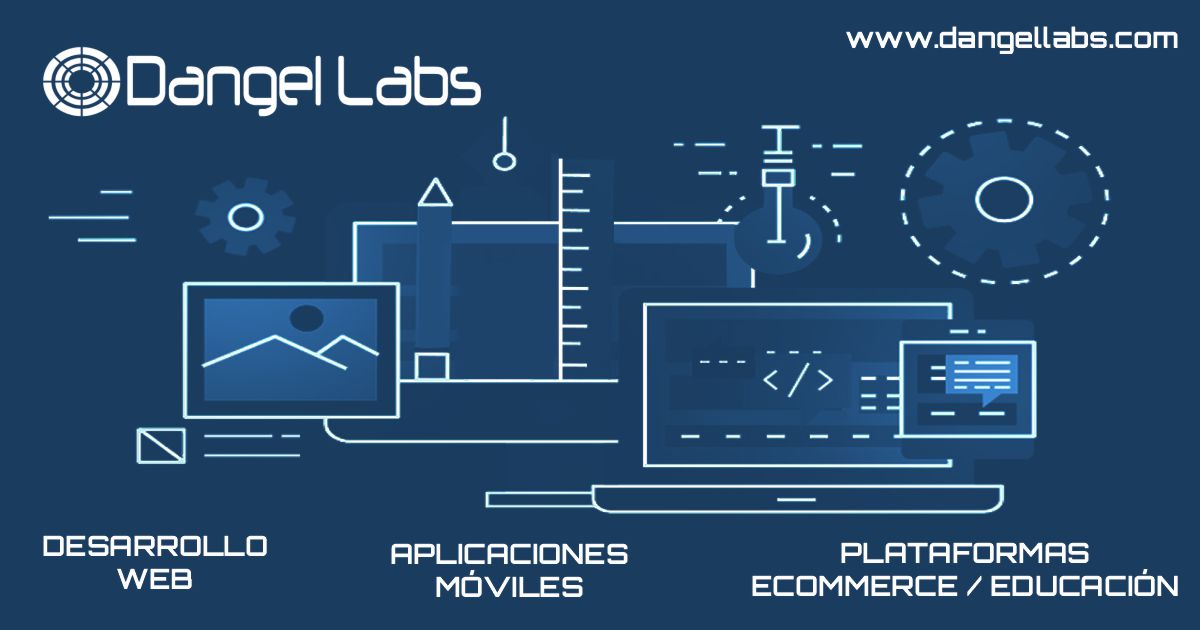 www.dangellabs.com
Dangel Labs
</>
DESARROLLO
WEB
APLICACIONES
MÓVILES
PLATAFORMAS
ECOMMERCE / EDUCACIÓN